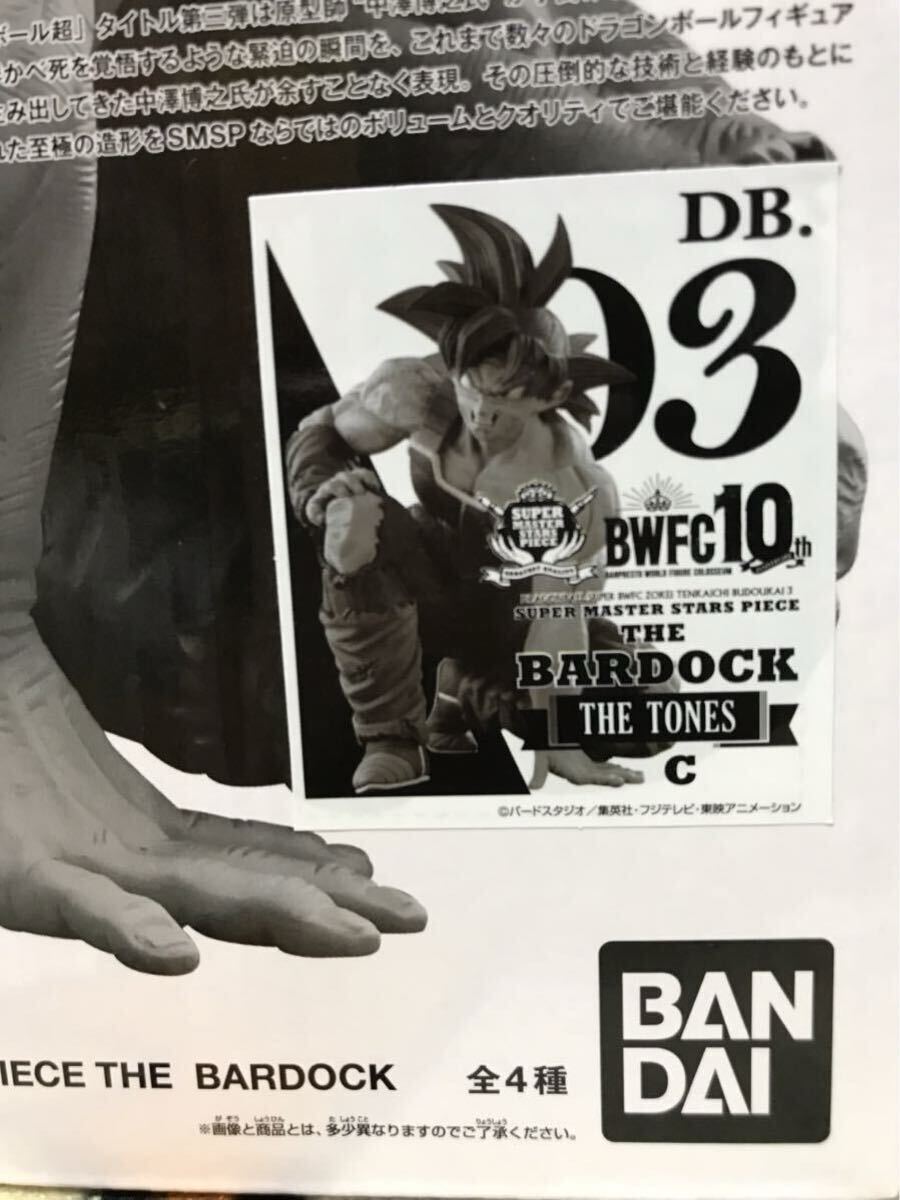 ボール超」タイトル第三弾は原型師"中澤博之氏"が
かべ死を覚悟するような緊迫の瞬間を、これまで数々のドラゴンボールフィギュア
み出してきた中澤博之氏が余すことなく表現。その圧倒的な技術と経験のもとに
れた至極の造形をSMSPならではのボリュームとクオリティでご堪能ください。
DB.
03
SUPER
MASTER
STARS
PIECE
BWFC10th
BANPRESTO WORLD FIGURE COLOSSEUM
DRAGONBALL SUPER BWFC ZOKEI TENKAICHI BUDOUKAI 3
SUPER MASTER STARS PIECE
THE
BARDOCK
THE TONES
C
©バードスタジオ／集英社・フジテレビ・東映アニメーション
BAN
DAI
IECE THE BARDOCK 全4種
※画像と商品とは、多少異なりますのでご了承ください。